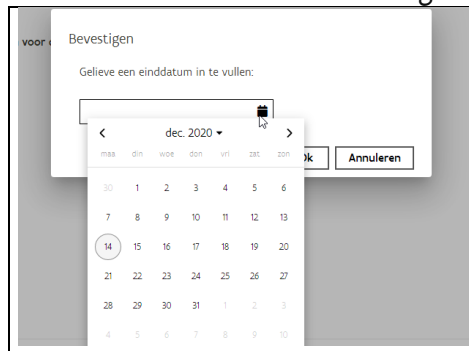 Bevestigen
voor
Gelieve een einddatum in te vullen:
dec. 2020
maa din woe don vri zat zon
30 1 2 3 4 5 6
7 8 9 10 11 12 13
14 15 16 17 18 19 20
21 22 23 24 25 26 27
28 29 30 31 1 2 3
4 5 6 7 8 9 10
Ok Annuleren